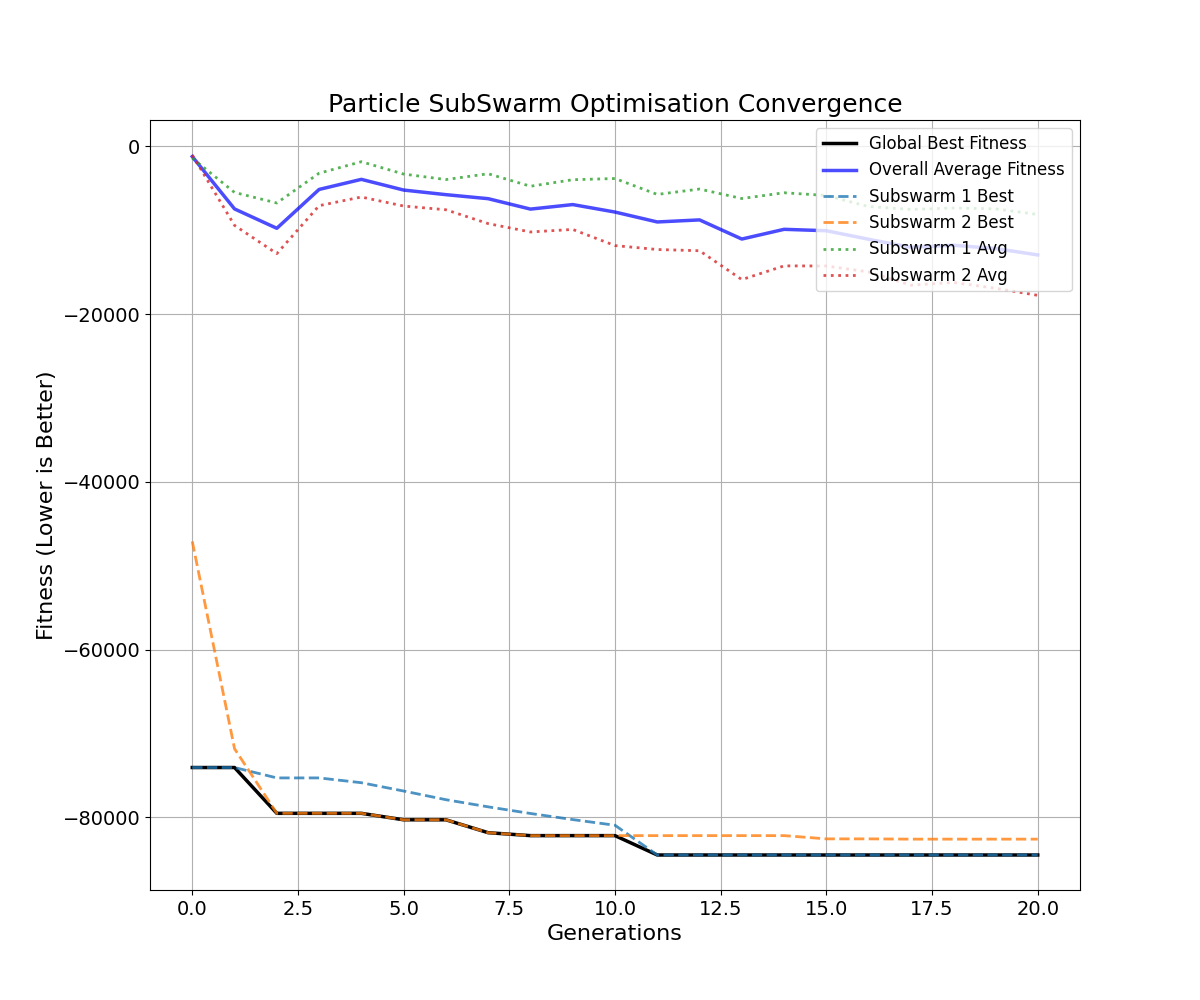 Particle SubSwarm Optimisation Convergence
Global Best Fitness
Overall Average Fitness
Subswarm 1 Best
Subswarm 2 Best
Subswarm 1 Avg
Subswarm 2 Avg
0
−20000
−40000
−60000
−80000
Fitness (Lower is Better)
0.0 2.5 5.0 7.5 10.0 12.5 15.0 17.5 20.0
Generations